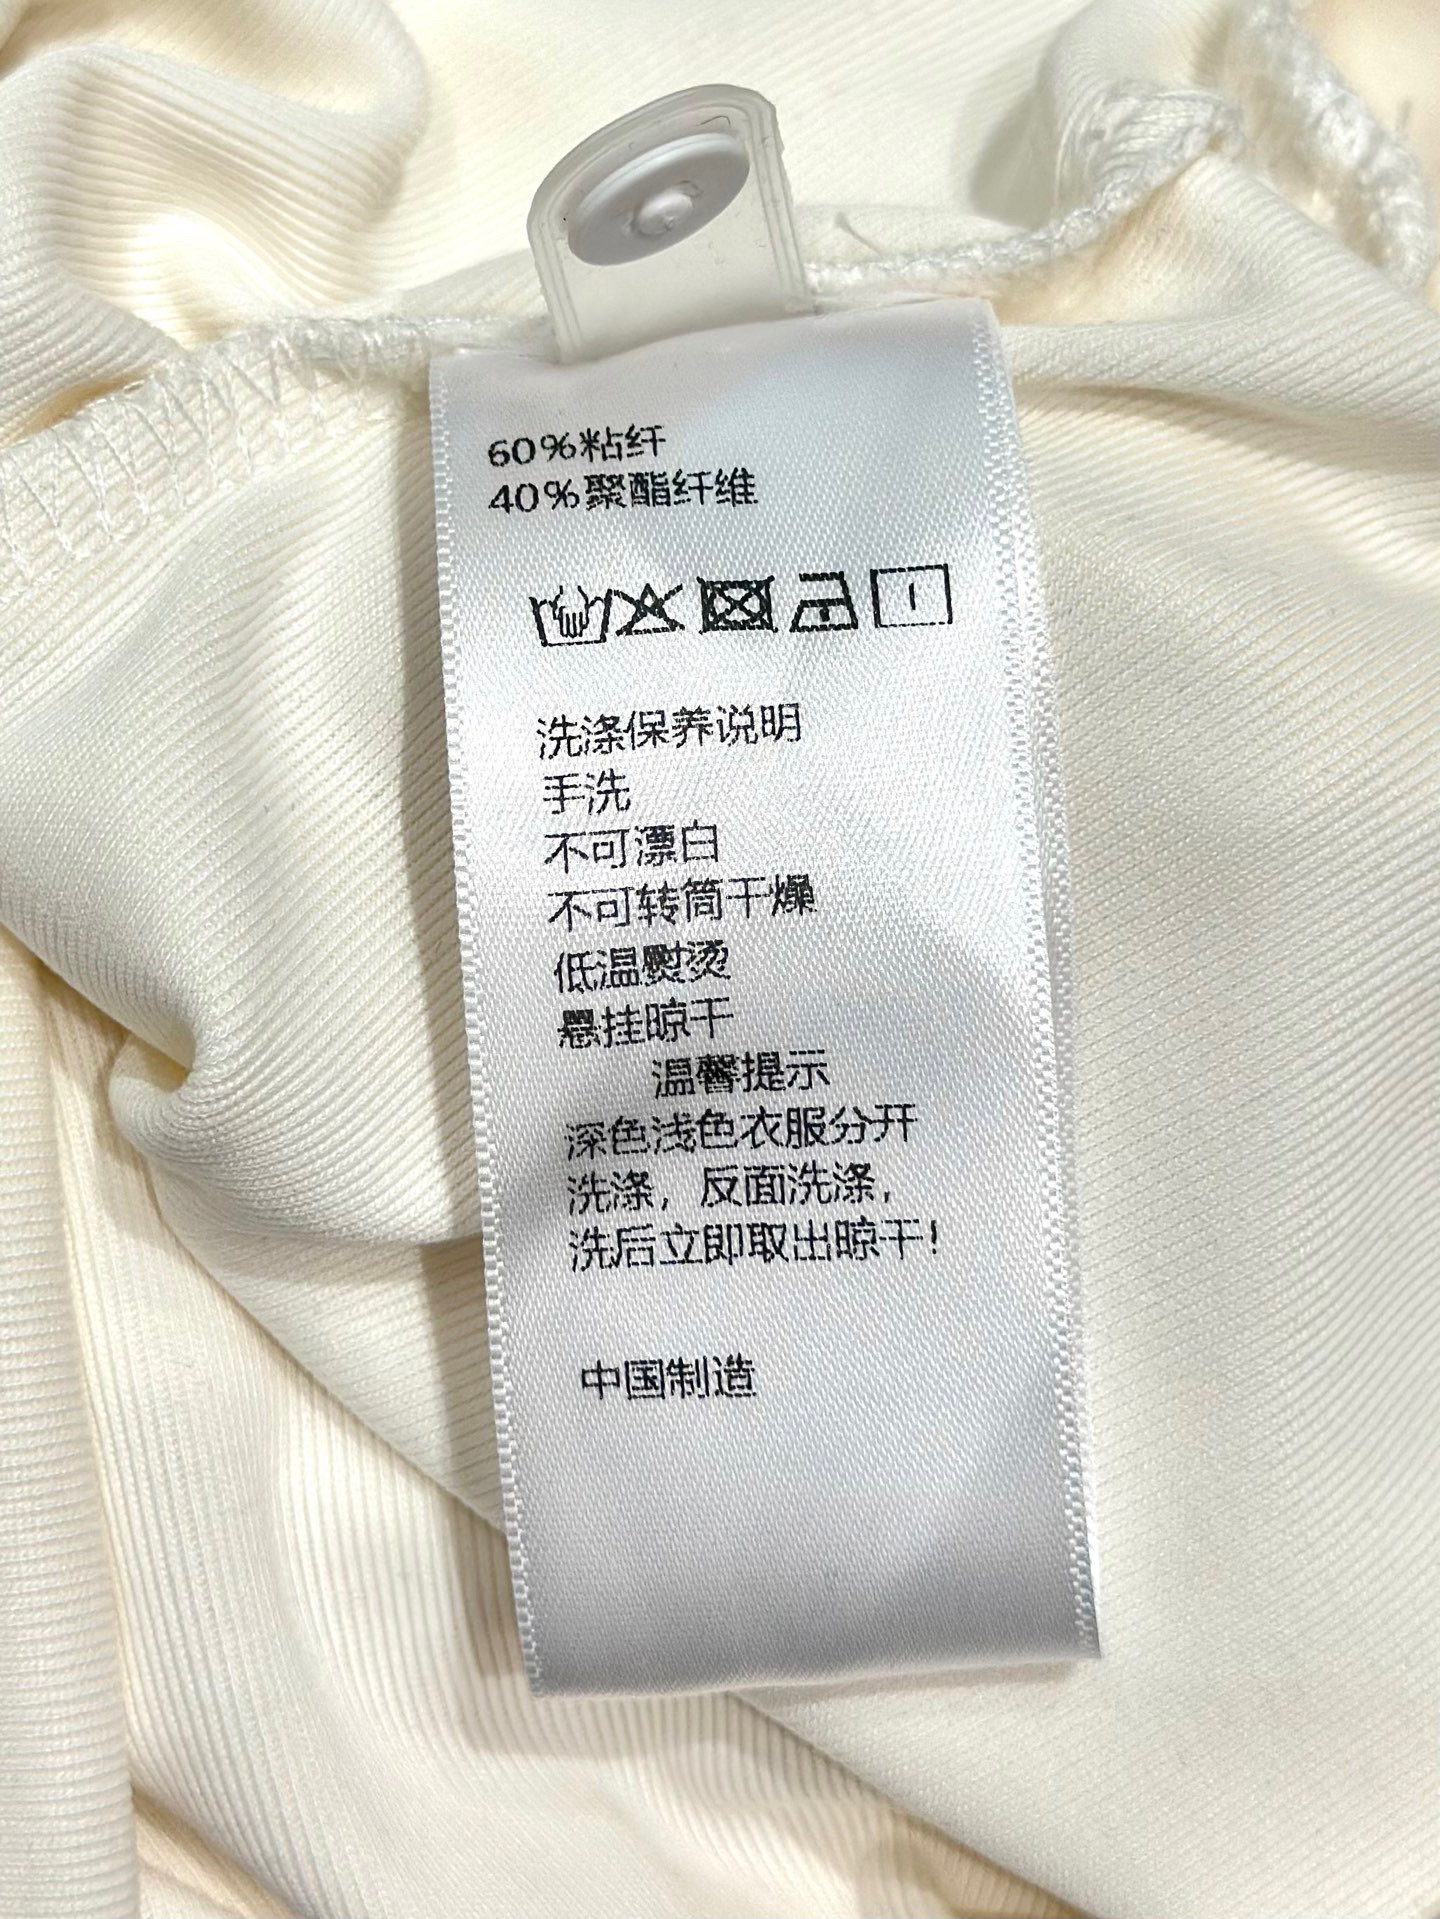 60%粘纤
40%聚酯纤维
洗涤保养说明
手洗
不可漂白
不可转筒干燥
低温熨烫
悬挂晾干
温馨提示
深色浅色衣服分开
洗涤，反面洗涤，
洗后立即取出晾干！
中国制造